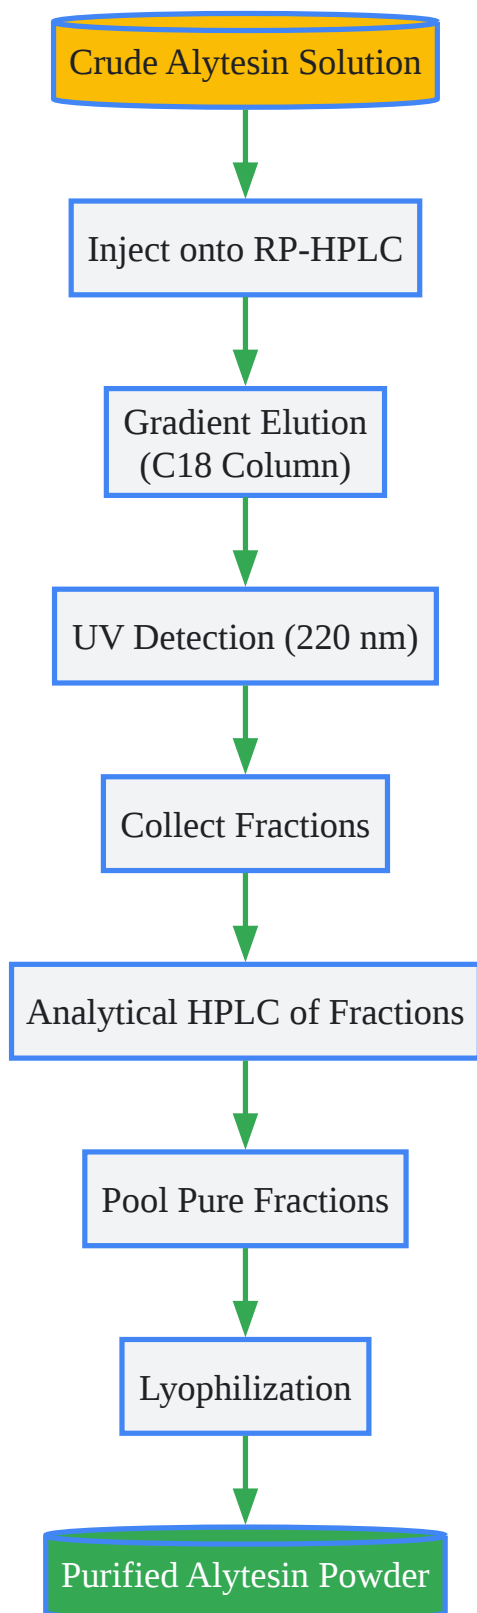 Crude Alytesin Solution
Inject onto RP-HPLC
Gradient Elution
(C18 Column)
UV Detection (220 nm)
Collect Fractions
Analytical HPLC of Fractions
Pool Pure Fractions
Lyophilization
Purified Alytesin Powder